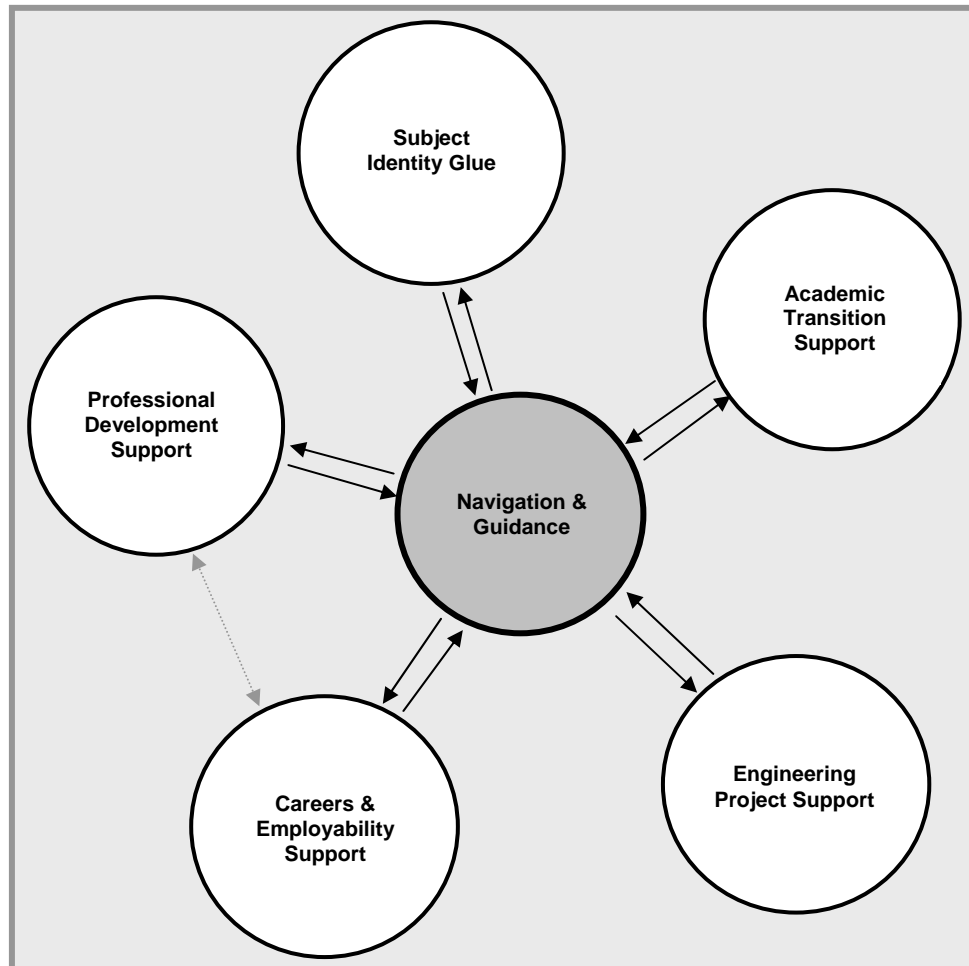 Subject
Identity Glue
Academic
Transition
Support
Professional
Development
Support
Navigation &
Guidance
Engineering
Project Support
Careers &
Employability
Support